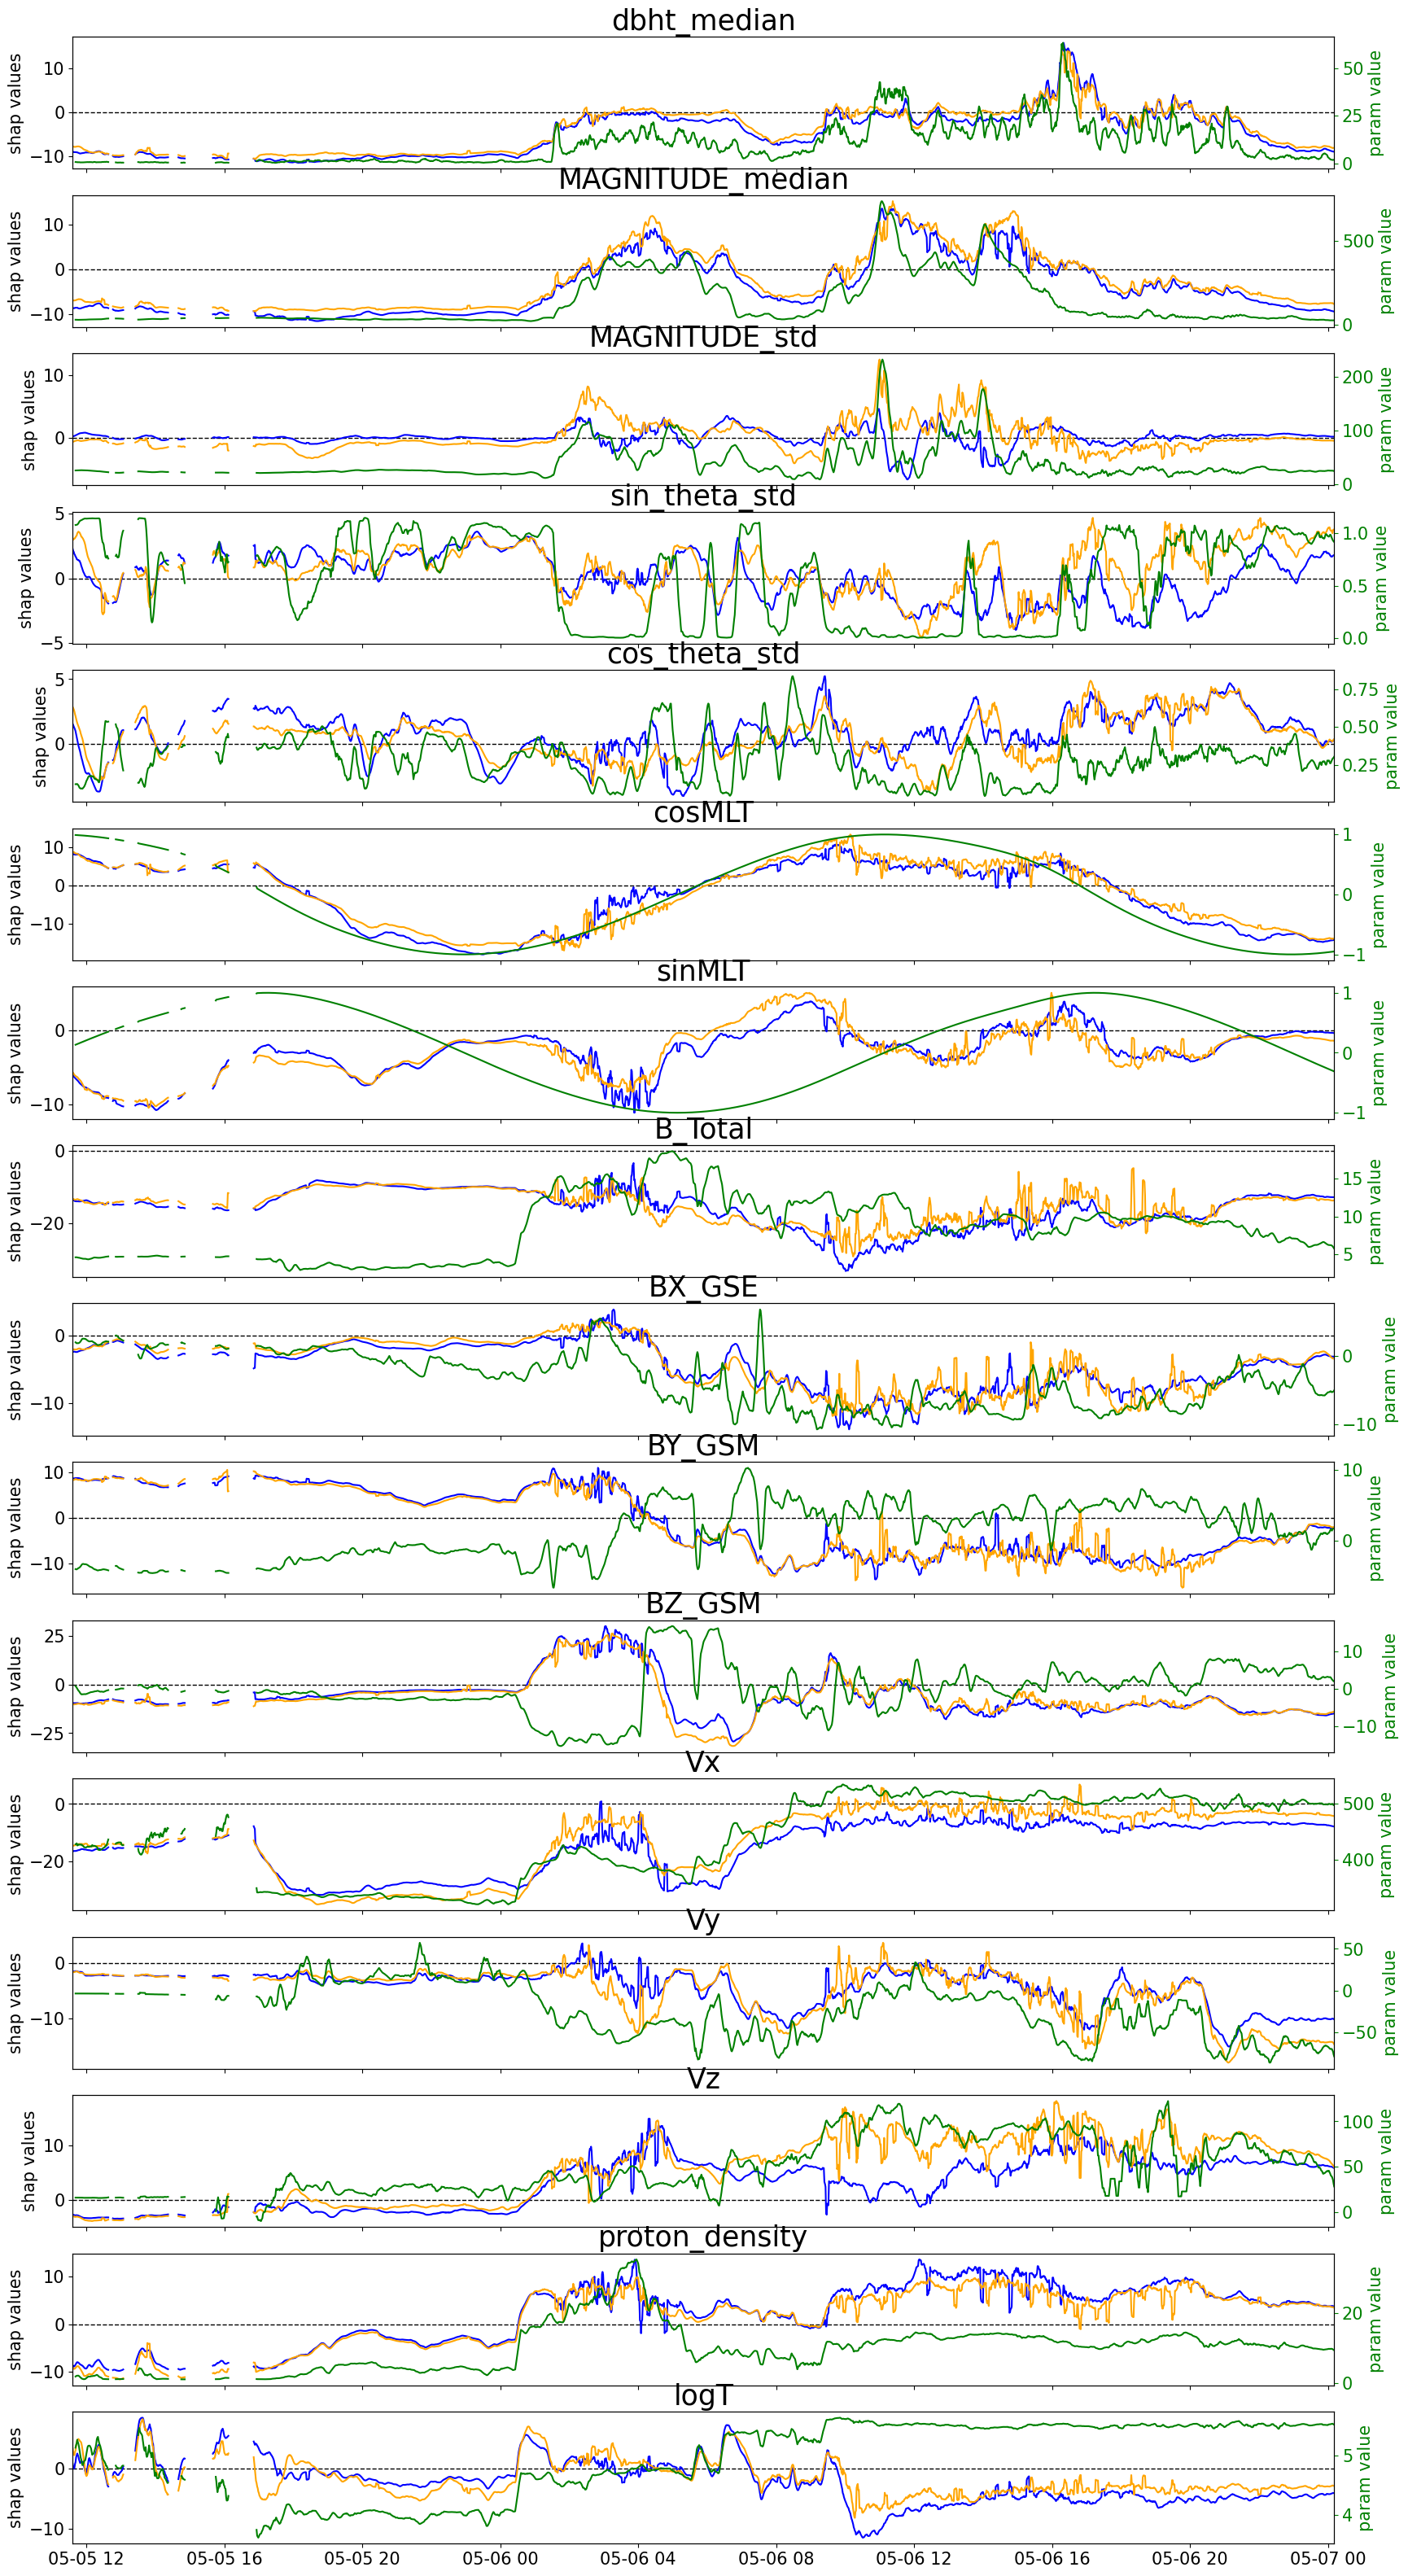 dbht_median
shap values
10
0
−10
50
25
0
param value
MAGNITUDE_median
shap values
10
0
−10
500
0
param value
MAGNITUDE_std
shap values
10
0
200
100
0
param value
sin_theta_std
shap values
5
0
−5
1.0
0.5
0.0
param value
cos_theta_std
shap values
5
0
0.75
0.50
0.25
param value
cosMLT
shap values
10
0
−10
1
0
−1
param value
sinMLT
shap values
0
−10
1
0
−1
param value
B_Total
shap values
0
−20
15
10
5
param value
BX_GSE
shap values
0
−10
0
−10
param value
BY_GSM
shap values
10
0
−10
10
0
param value
BZ_GSM
shap values
25
0
−25
10
0
−10
param value
Vx
shap values
0
−20
500
400
param value
Vy
shap values
0
−10
50
0
−50
param value
Vz
shap values
10
0
100
50
0
param value
proton_density
shap values
10
0
−10
20
0
param value
logT
shap values
0
−10
5
4
param value
05-05 12 05-05 16 05-05 20 05-06 00 05-06 04 05-06 08 05-06 12 05-06 16 05-06 20 05-07 00